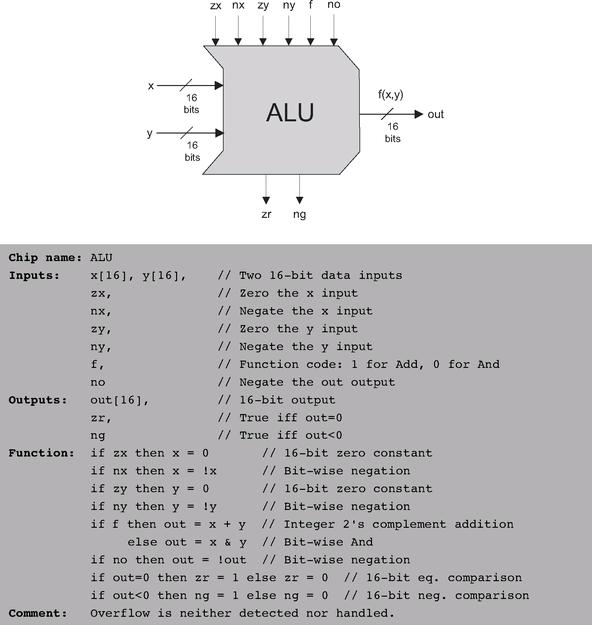 zx nx zy ny f no
x
16
bits
ALU
f(x,y)
out
16
bits
y
16
bits
zr ng
Chip name: ALU
Inputs: x[16], y[16], // Two 16-bit data inputs
zx, // Zero the x input
nx, // Negate the x input
zy, // Zero the y input
ny, // Negate the y input
f, // Function code: 1 for Add, 0 for And
no // Negate the out output
Outputs: out[16], // 16-bit output
zr, // True iff out=0
ng // True iff out<0
Function: if zx then x = 0 // 16-bit zero constant
if nx then x = !x // Bit-wise negation
if zy then y = 0 // 16-bit zero constant
if ny then y = !y // Bit-wise negation
if f then out = x + y // Integer 2's complement addition
else out = x & y // Bit-wise And
if no then out = !out // Bit-wise negation
if out=0 then zr = 1 else zr = 0 // 16-bit eq. comparison
if out<0 then ng = 1 else ng = 0 // 16-bit neg. comparison
Comment: Overflow is neither detected nor handled.